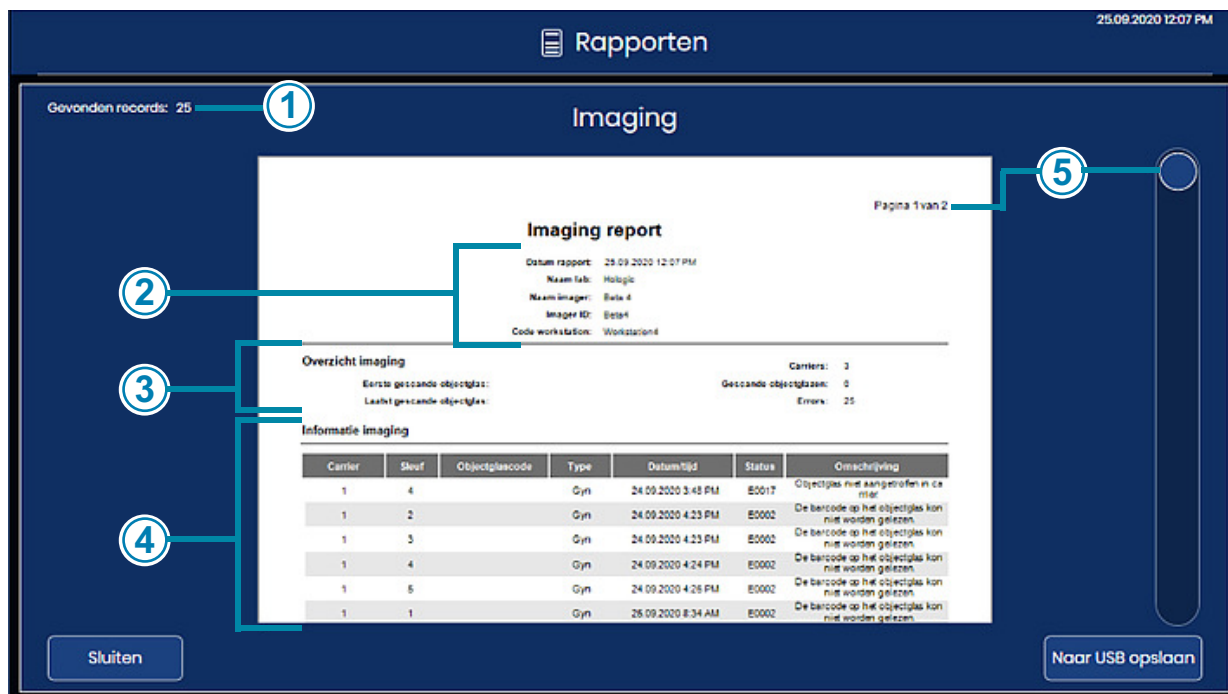 25.09.2020 12:07 PM
Rapporten
Gevonden records: 25
1
Imaging
5
Pagina 1 van 2
Imaging report
2
Datum rapport: 25.09.2020 12:07 PM
Naam lab: Hologic
Naam imager: Beta 4
Imager ID: Beta4
Code workstation: Workstation4
3
Overzicht imaging
Carriers: 3
Eerste gescande objectglas:
Gescande objectglazen: 0
Laatst gescande objectglas:
Errors: 25
4
Informatie imaging
Carrier Sleuf Objectglascode Type Datum/tijd Status Omschrijving
1 4 Gyn 24.09.2020 3:48 PM E0017 Objectglas niet aangetroffen in ca
rrier.
1 2 Gyn 24.09.2020 4:23 PM E0002 De barcode op het objectglas kon
niet worden gelezen.
1 3 Gyn 24.09.2020 4:23 PM E0002 De barcode op het objectglas kon
niet worden gelezen.
1 4 Gyn 24.09.2020 4:24 PM E0002 De barcode op het objectglas kon
niet worden gelezen.
1 5 Gyn 24.09.2020 4:26 PM E0002 De barcode op het objectglas kon
niet worden gelezen.
1 1 Gyn 25.09.2020 8:34 AM E0002 De barcode op het objectglas kon
niet worden gelezen.
Sluiten
Naar USB opslaan